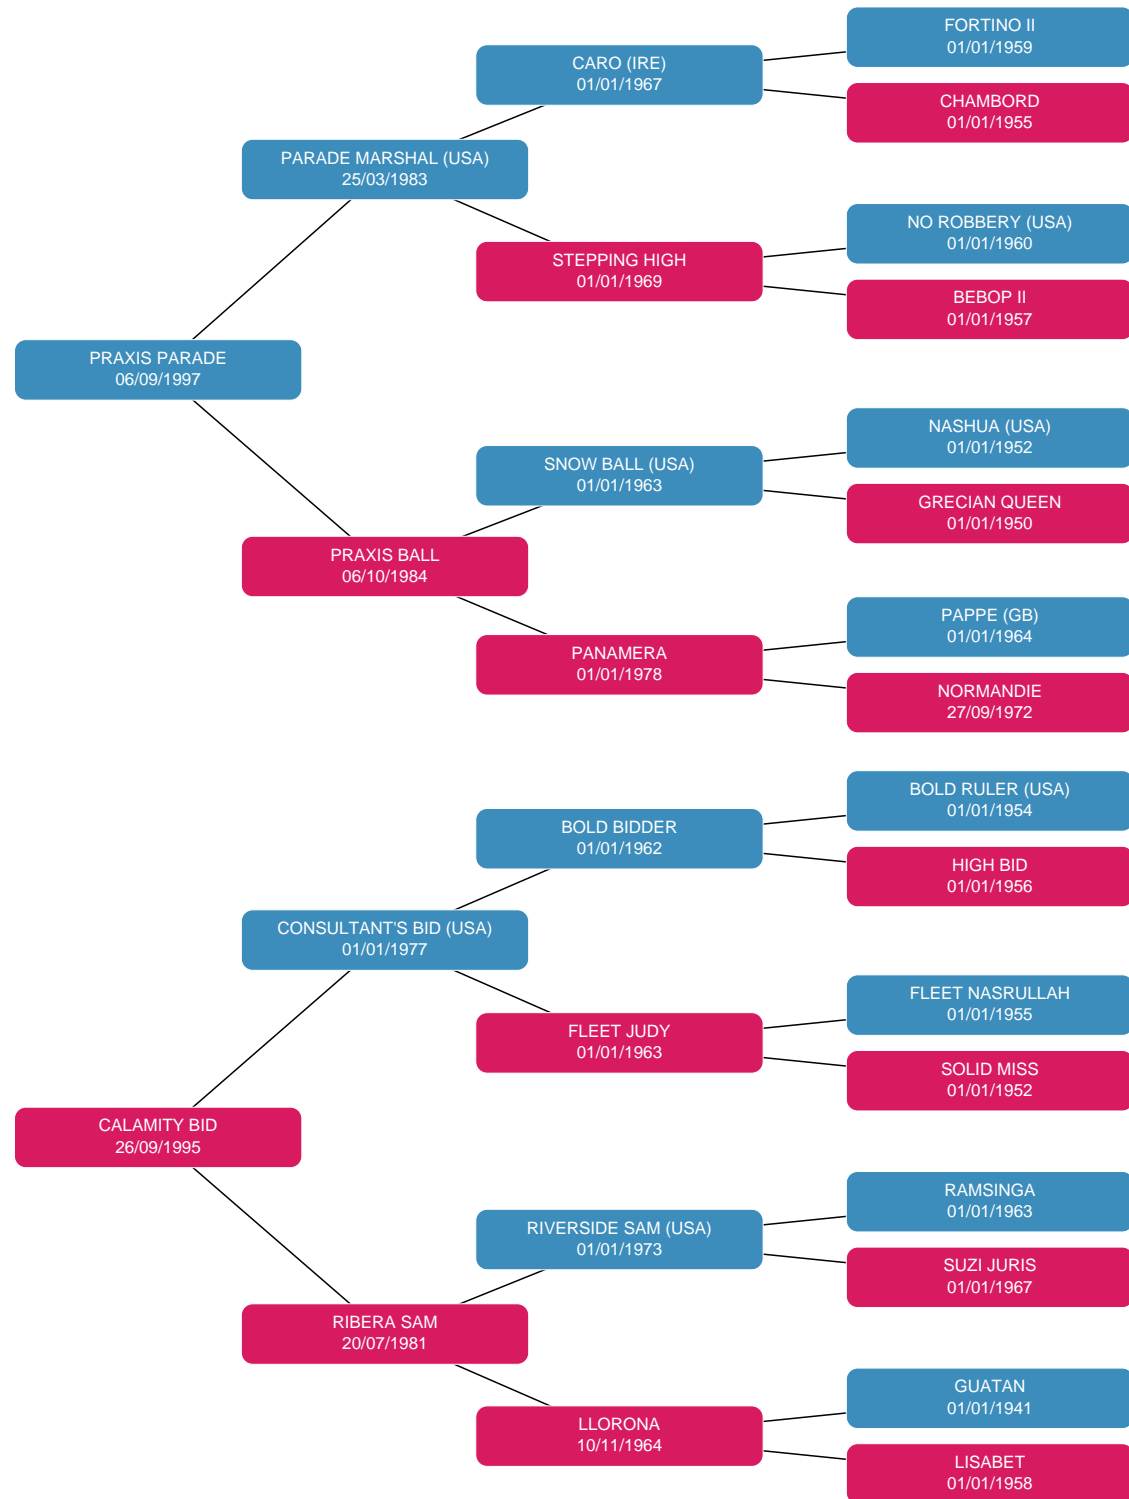 FORTINO II
01/01/1959
CARO (IRE)
01/01/1967
CHAMBORD
01/01/1955
PARADE MARSHAL (USA)
25/03/1983
NO ROBBERY (USA)
01/01/1960
STEPPING HIGH
01/01/1969
BEBOP II
01/01/1957
PRAXIS PARADE
06/09/1997
NASHUA (USA)
01/01/1952
SNOW BALL (USA)
01/01/1963
GRECIAN QUEEN
01/01/1950
PRAXIS BALL
06/10/1984
PAPPE (GB)
01/01/1964
PANAMERA
01/01/1978
NORMANDIE
27/09/1972
BOLD RULER (USA)
01/01/1954
BOLD BIDDER
01/01/1962
HIGH BID
01/01/1956
CONSULTANT'S BID (USA)
01/01/1977
FLEET NASRULLAH
01/01/1955
FLEET JUDY
01/01/1963
SOLID MISS
01/01/1952
CALAMITY BID
26/09/1995
RAMSINGA
01/01/1963
RIVERSIDE SAM (USA)
01/01/1973
SUZI JURIS
01/01/1967
RIBERA SAM
20/07/1981
GUATAN
01/01/1941
LLORONA
10/11/1964
LISABET
01/01/1958